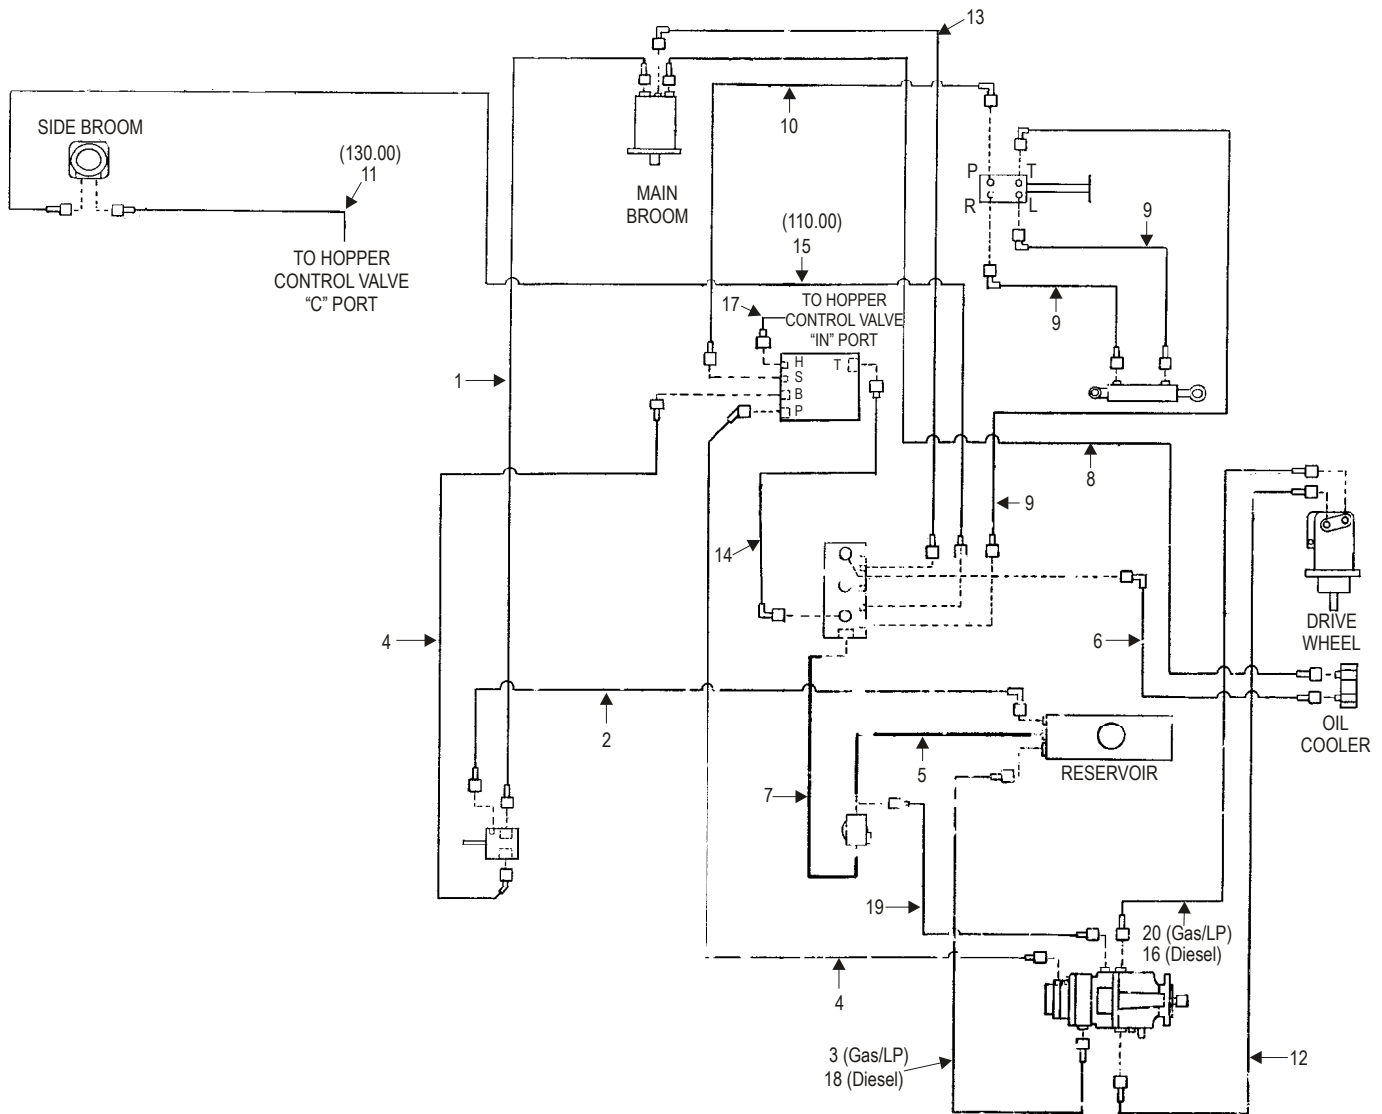 13
10
SIDE BROOM
(130.00)
11
TO HOPPER
CONTROL VALVE
“C” PORT
MAIN
BROOM
P
T
R
L
9
9
(110.00)
15
17
TO HOPPER
CONTROL VALVE
“IN” PORT
H
S
B
P
T
1
8
9
14
4
6
DRIVE
WHEEL
OIL
COOLER
2
5
RESERVOIR
7
19
20 (Gas/LP)
16 (Diesel)
4
3 (Gas/LP)
18 (Diesel)
12